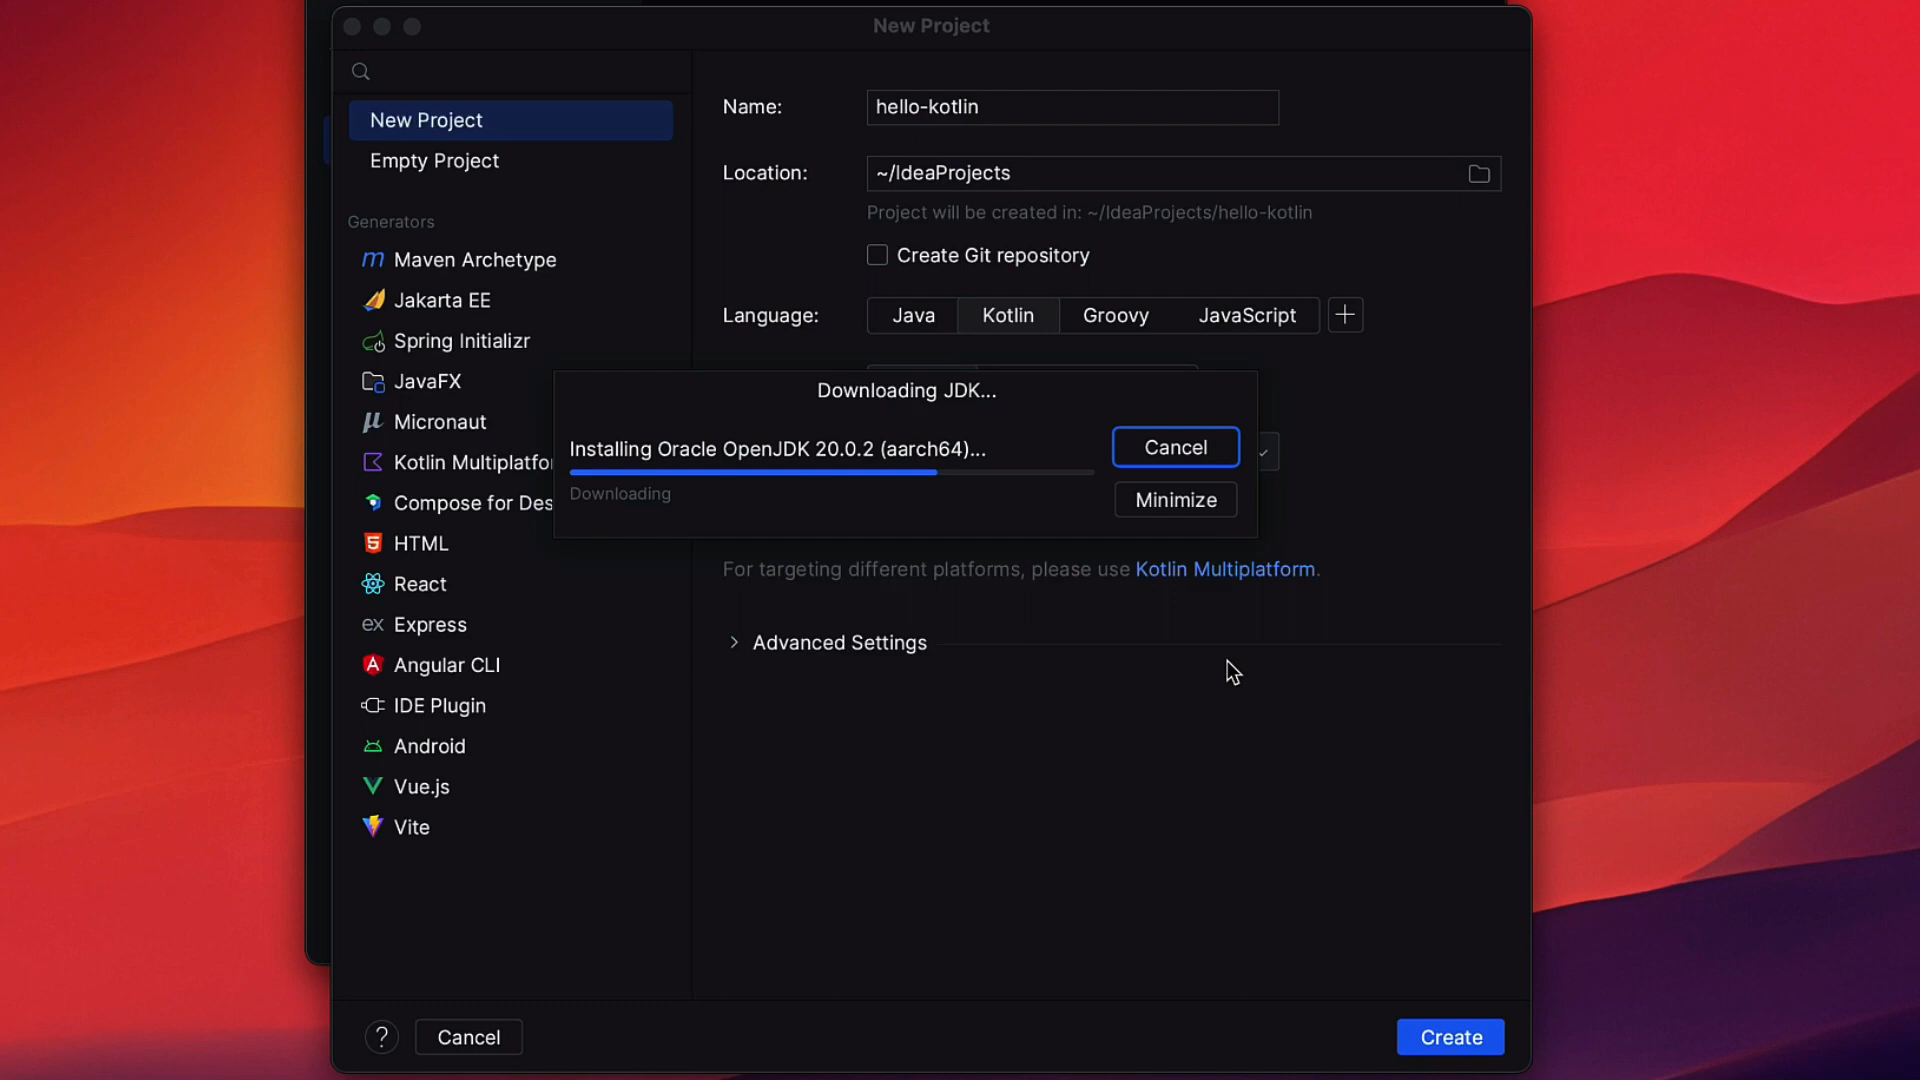 New Project
New Project
Empty Project
Generators
Maven Archetype
Jakarta EE
Spring Initializr
JavaFX
Micronaut
Kotlin Multiplatfo
Compose for Des
HTML
React
ex Express
Angular CLI
IDE Plugin
Android
Vue.js
Vite
Name: hello-kotlin
Location: ~/IdeaProjects
Project will be created in: ~/IdeaProjects/hello-kotlin
Create Git repository
Language: Java Kotlin Groovy JavaScript
Downloading JDK...
Installing Oracle OpenJDK 20.0.2 (aarch64)...
Downloading
Cancel
Minimize
For targeting different platforms, please use Kotlin Multiplatform.
Advanced Settings
? Cancel
Create